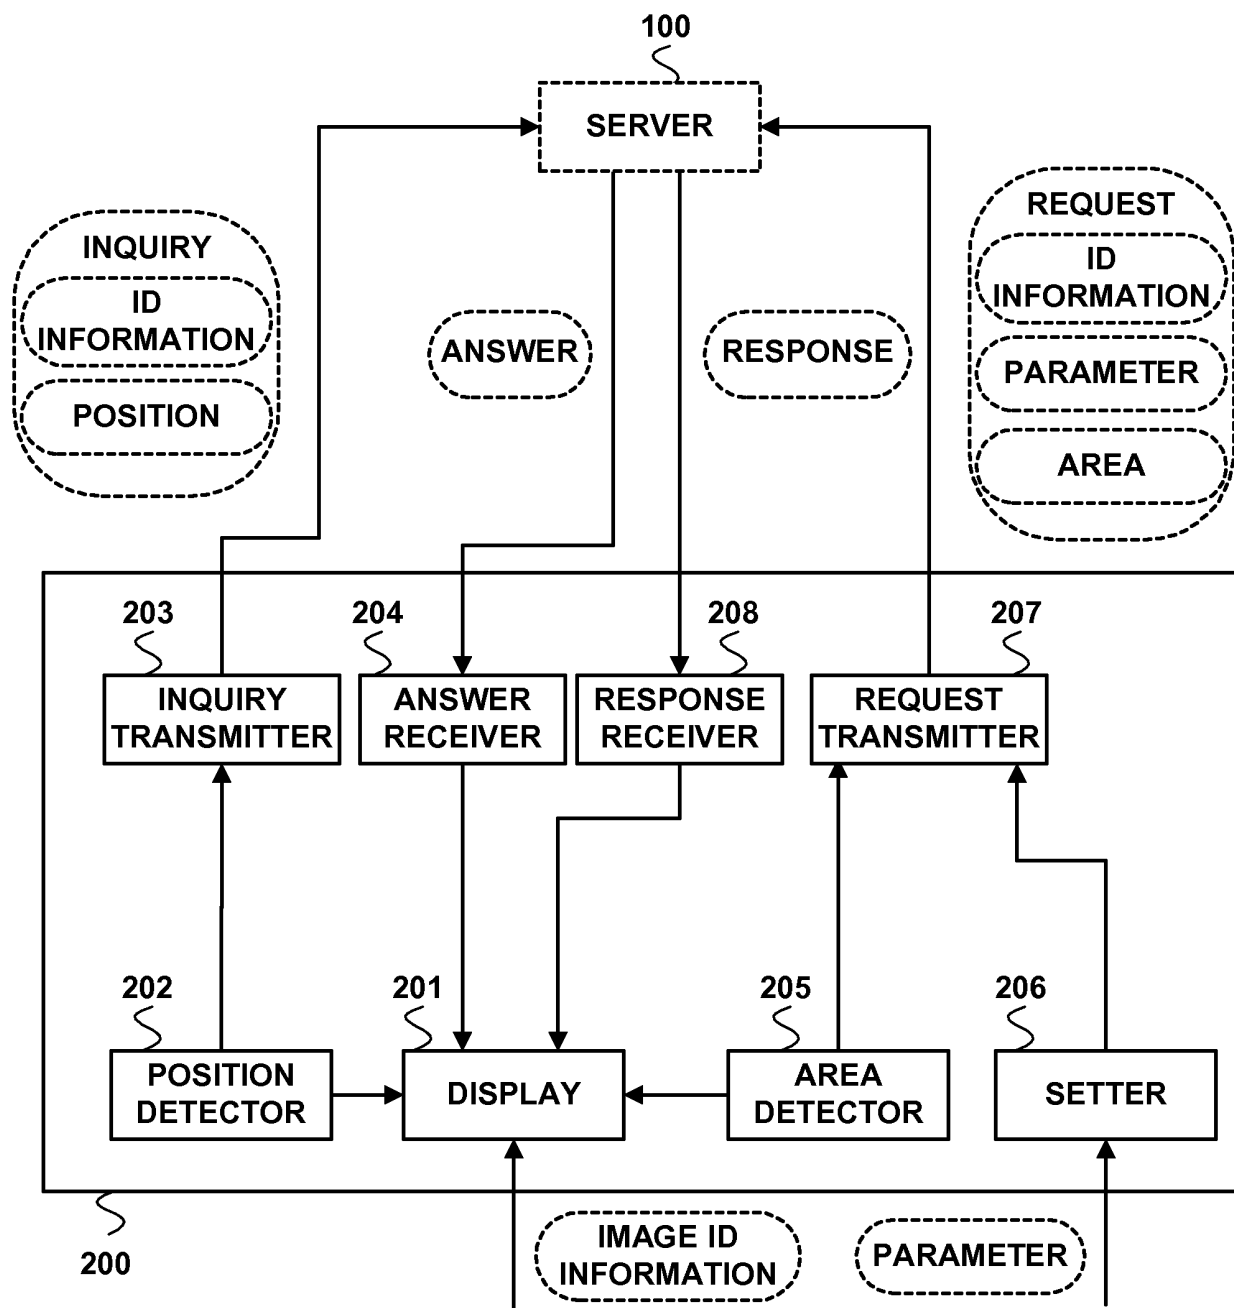 100
SERVER
INQUIRY
ID
INFORMATION
POSITION
ANSWER
RESPONSE
REQUEST
ID
INFORMATION
PARAMETER
AREA
203
INQUIRY
TRANSMITTER
204
ANSWER
RECEIVER
208
RESPONSE
RECEIVER
207
REQUEST
TRANSMITTER
202
POSITION
DETECTOR
201
DISPLAY
205
AREA
DETECTOR
206
SETTER
200
IMAGE ID
INFORMATION
PARAMETER